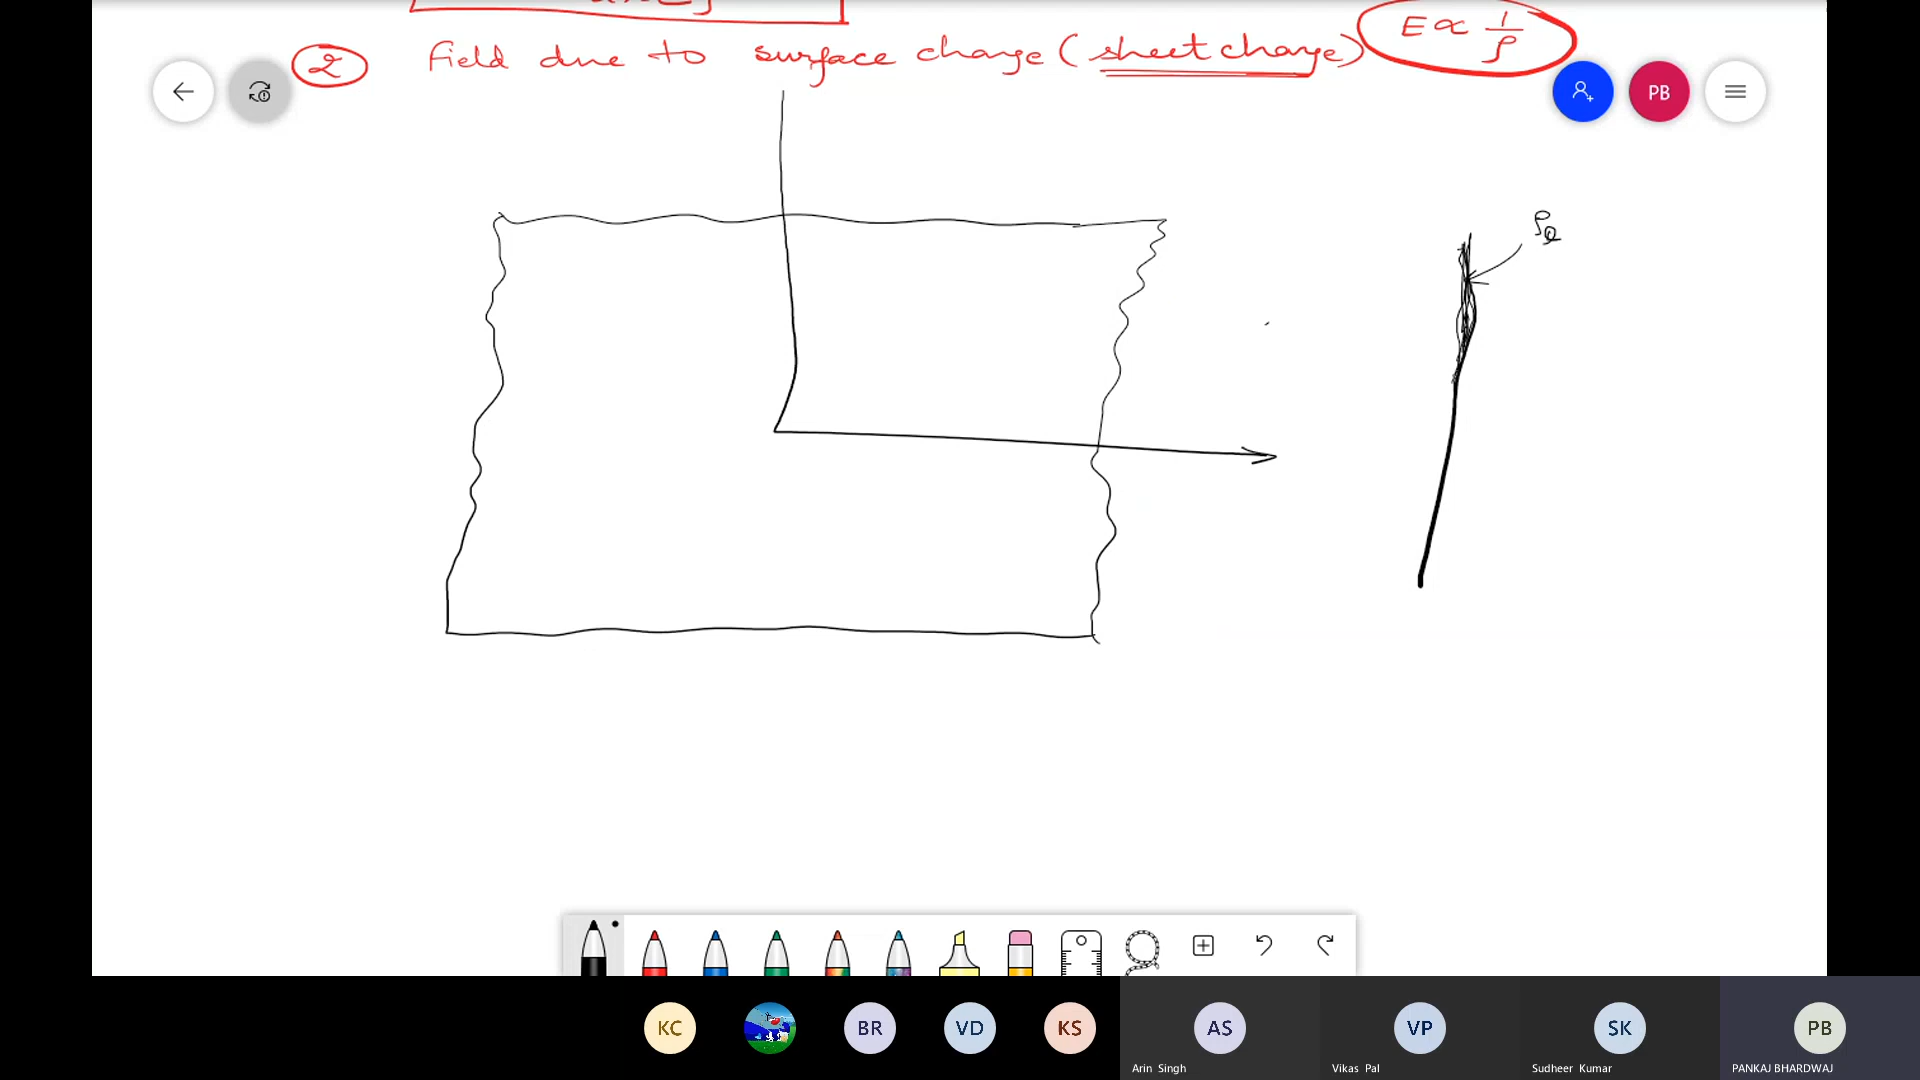 E ∝ 1/ρ
② Field due to surface charge (sheet charge)
PB
ρ
KC
BR
VD
KS
AS
VP
SK
PB
Arin Singh
Vikas Pal
Sudheer Kumar
PANKAJ BHARDWAJ